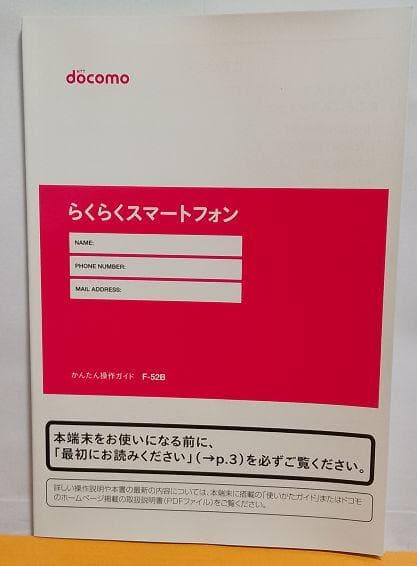 NTT
docomo
らくらくスマートフォン
NAME:
PHONE NUMBER:
MAIL ADDRESS:
かんたん操作ガイド F-52B
本端末をお使いになる前に、
「最初にお読みください」(→p.3)を必ずご覧ください。
詳しい操作説明や本書の最新の内容については、本端末に搭載の「使いかたガイド」またはドコモ
のホームページ掲載の取扱説明書(PDFファイル)をご覧ください。